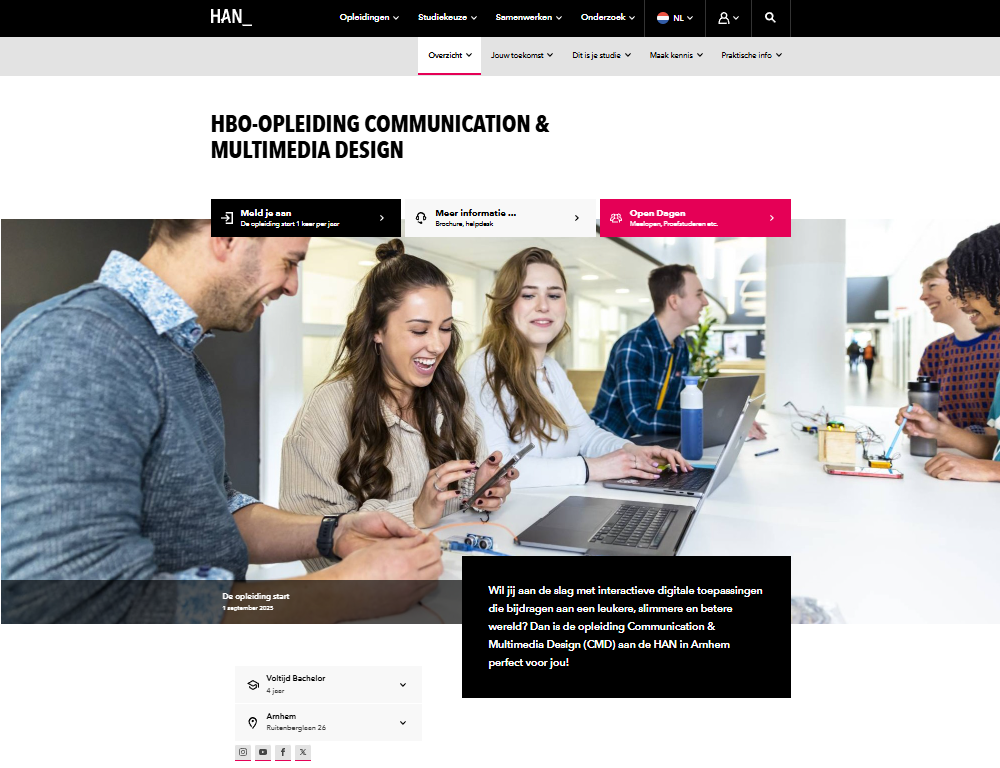 HAN_
Opleidingen Studiekeuze Samenwerken Onderzoek NL
Overzicht Jouw toekomst Dit is je studie Maak kennis Praktische info
HBO-OPLEIDING COMMUNICATION &
MULTIMEDIA DESIGN
Meld je aan
De opleiding start 1 keer per jaar
Meer informatie ...
Brochure, helpdesk
Open Dagen
Meelopen, Proefstuderen etc.
De opleiding start
1 september 2025
Wil jij aan de slag met interactieve digitale toepassingen
die bijdragen aan een leukere, slimmere en betere
wereld? Dan is de opleiding Communication &
Multimedia Design (CMD) aan de HAN in Arnhem
perfect voor jou!
Voltijd Bachelor
4 jaar
Arnhem
Ruitenberglaan 26